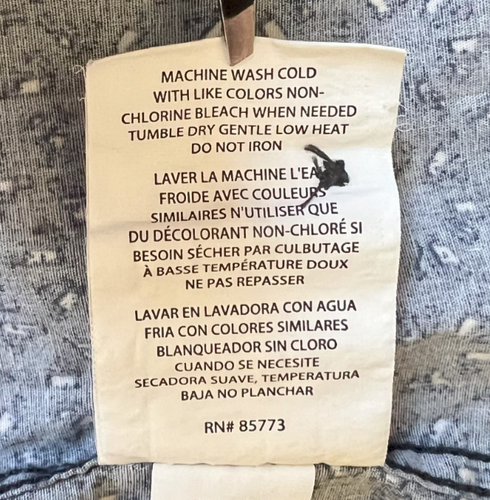 MACHINE WASH COLD
WITH LIKE COLORS NON-
CHLORINE BLEACH WHEN NEEDED
TUMBLE DRY GENTLE LOW HEAT
DO NOT IRON
LAVER LA MACHINE L'EAU
FROIDE AVEC COULEURS
SIMILAIRES N'UTILISER QUE
DU DÉCOLORANT NON-CHLORÉ SI
BESOIN SÉCHER PAR CULBUTAGE
À BASSE TEMPÉRATURE DOUX
NE PAS REPASSER
LAVAR EN LAVADORA CON AGUA
FRIA CON COLORES SIMILARES
BLANQUEADOR SIN CLORO
CUANDO SE NECESITE
SECADORA SUAVE, TEMPERATURA
BAJA NO PLANCHAR
RN# 85773